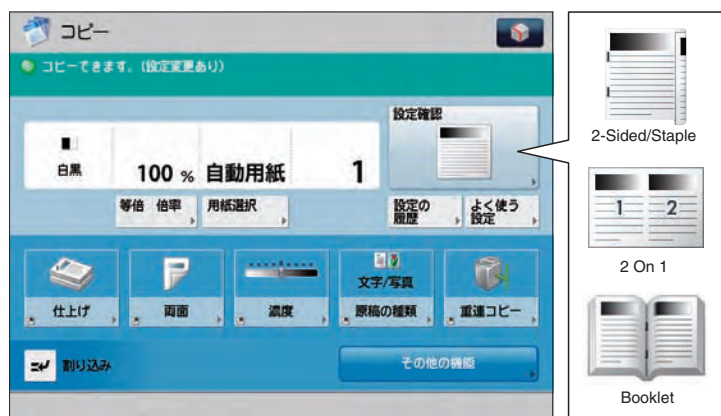 コピー
コピーできます。(設定変更あり)
設定確認
白黒
100 %
自動用紙
1
等倍
倍率
用紙選択
設定の
履歴
よく使う
設定
仕上げ
両面
濃度
文字/写真
原稿の種類
重連コピー
割り込み
その他の機能
2-Sided/Staple
1
2
2 On 1
Booklet